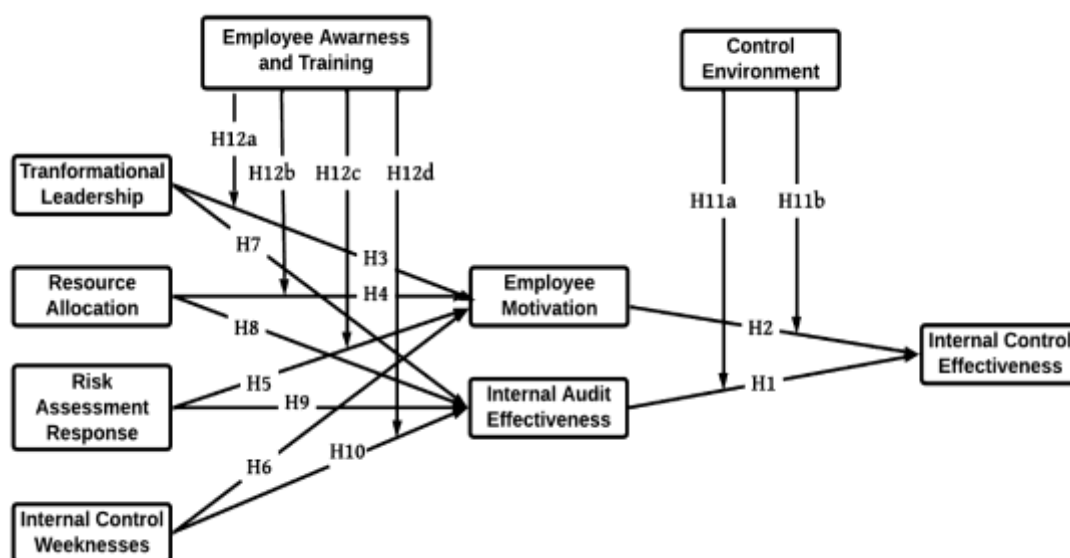 Employee Awarness
and Training
Control
Environment
H12a
H12b
H12c
H12d
H11a
H11b
Tranformational
Leadership
H7
H3
Resource
Allocation
H4
H8
Employee
Motivation
H2
Internal Control
Effectiveness
Risk
Assessment
Response
H5
H9
Internal Audit
Effectiveness
H1
H6
H10
Internal Control
Weeknesses